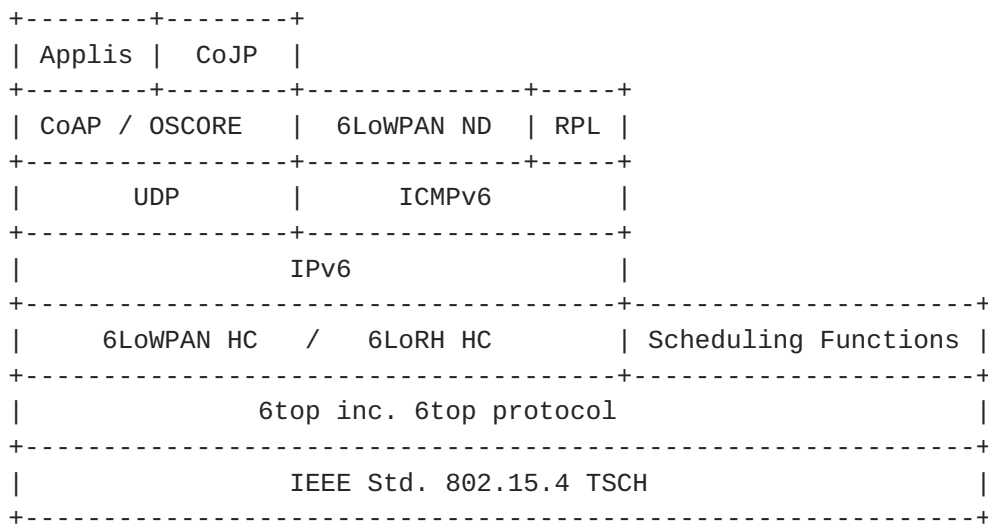 +--------+--------+
| Applis |  CoJP  |
+--------+--------+--------------+-----+
| CoAP / OSCORE   |  6LoWPAN ND  | RPL |
+-----------------+--------------+-----+
|       UDP       |      ICMPv6        |
+-----------------+--------------------+
|                 IPv6                 |
+--------------------------------------+----------------------+
|     6LoWPAN HC   /   6LoRH HC        | Scheduling Functions |
+--------------------------------------+----------------------+
|               6top inc. 6top protocol                       |
+-------------------------------------------------------------+
|                 IEEE Std. 802.15.4 TSCH                     |
+-------------------------------------------------------------+